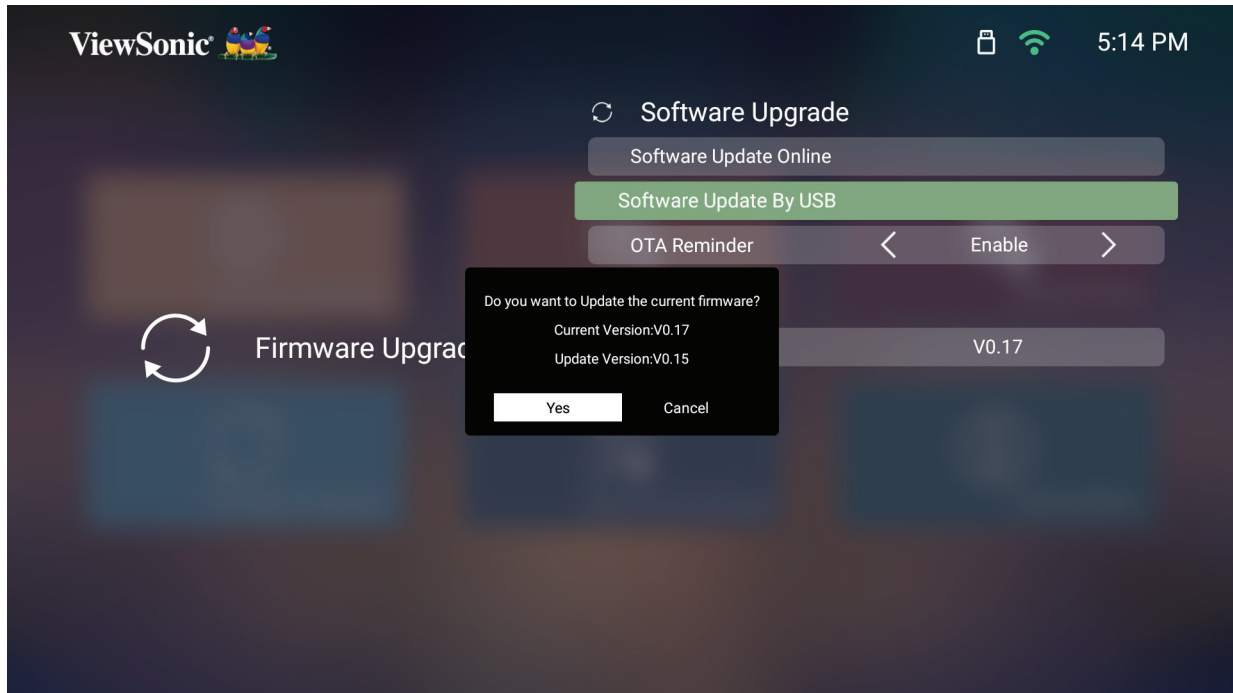 ViewSonic®
5:14 PM
Software Upgrade
Software Update Online
Software Update By USB
OTA Reminder Enable
Do you want to Update the current firmware?
Current Version:V0.17
Update Version:V0.15
Yes Cancel
Firmware Upgrad
V0.17